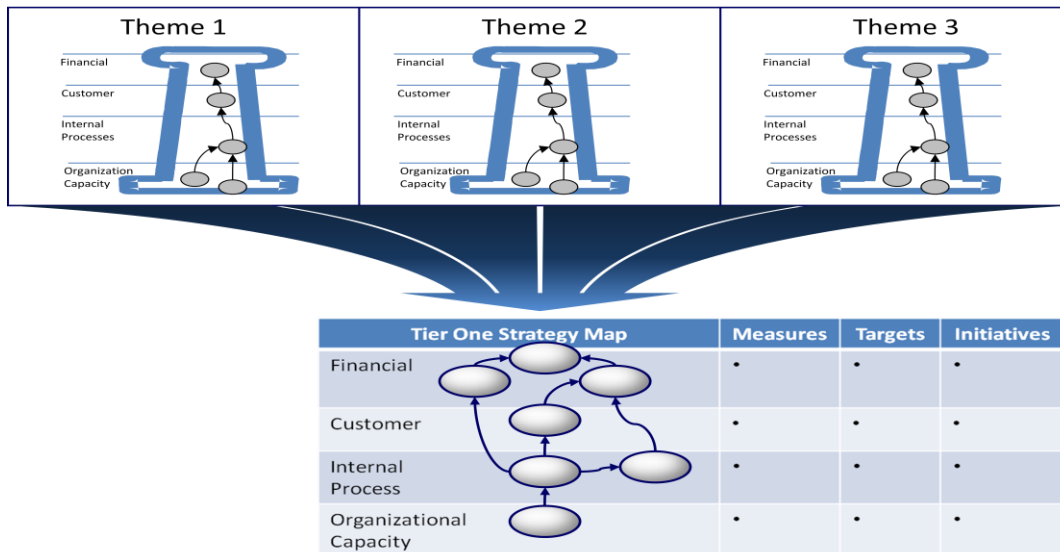 Theme 1
Financial
Customer
Internal
Processes
Organization
Capacity
Theme 2
Financial
Customer
Internal
Processes
Organization
Capacity
Theme 3
Financial
Customer
Internal
Processes
Organization
Capacity
Tier One Strategy Map Measures Targets Initiatives
Financial • • •
Customer • • •
Internal • • •
Process
Organizational • • •
Capacity